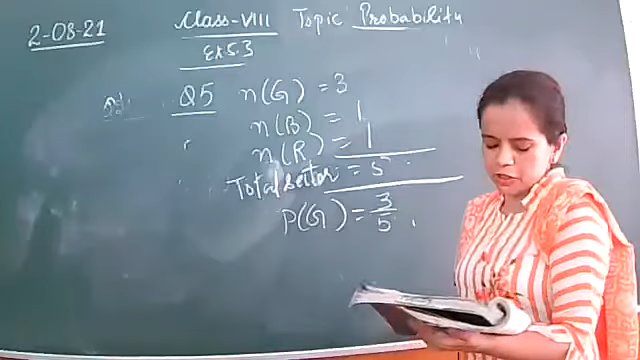 2-08-21
Class-VIII Topic Probability
Ex 5.3
Q5 n(G) = 3
n(B) = 1
n(R) = 1
Total sector = 5
P(G) = 3/5